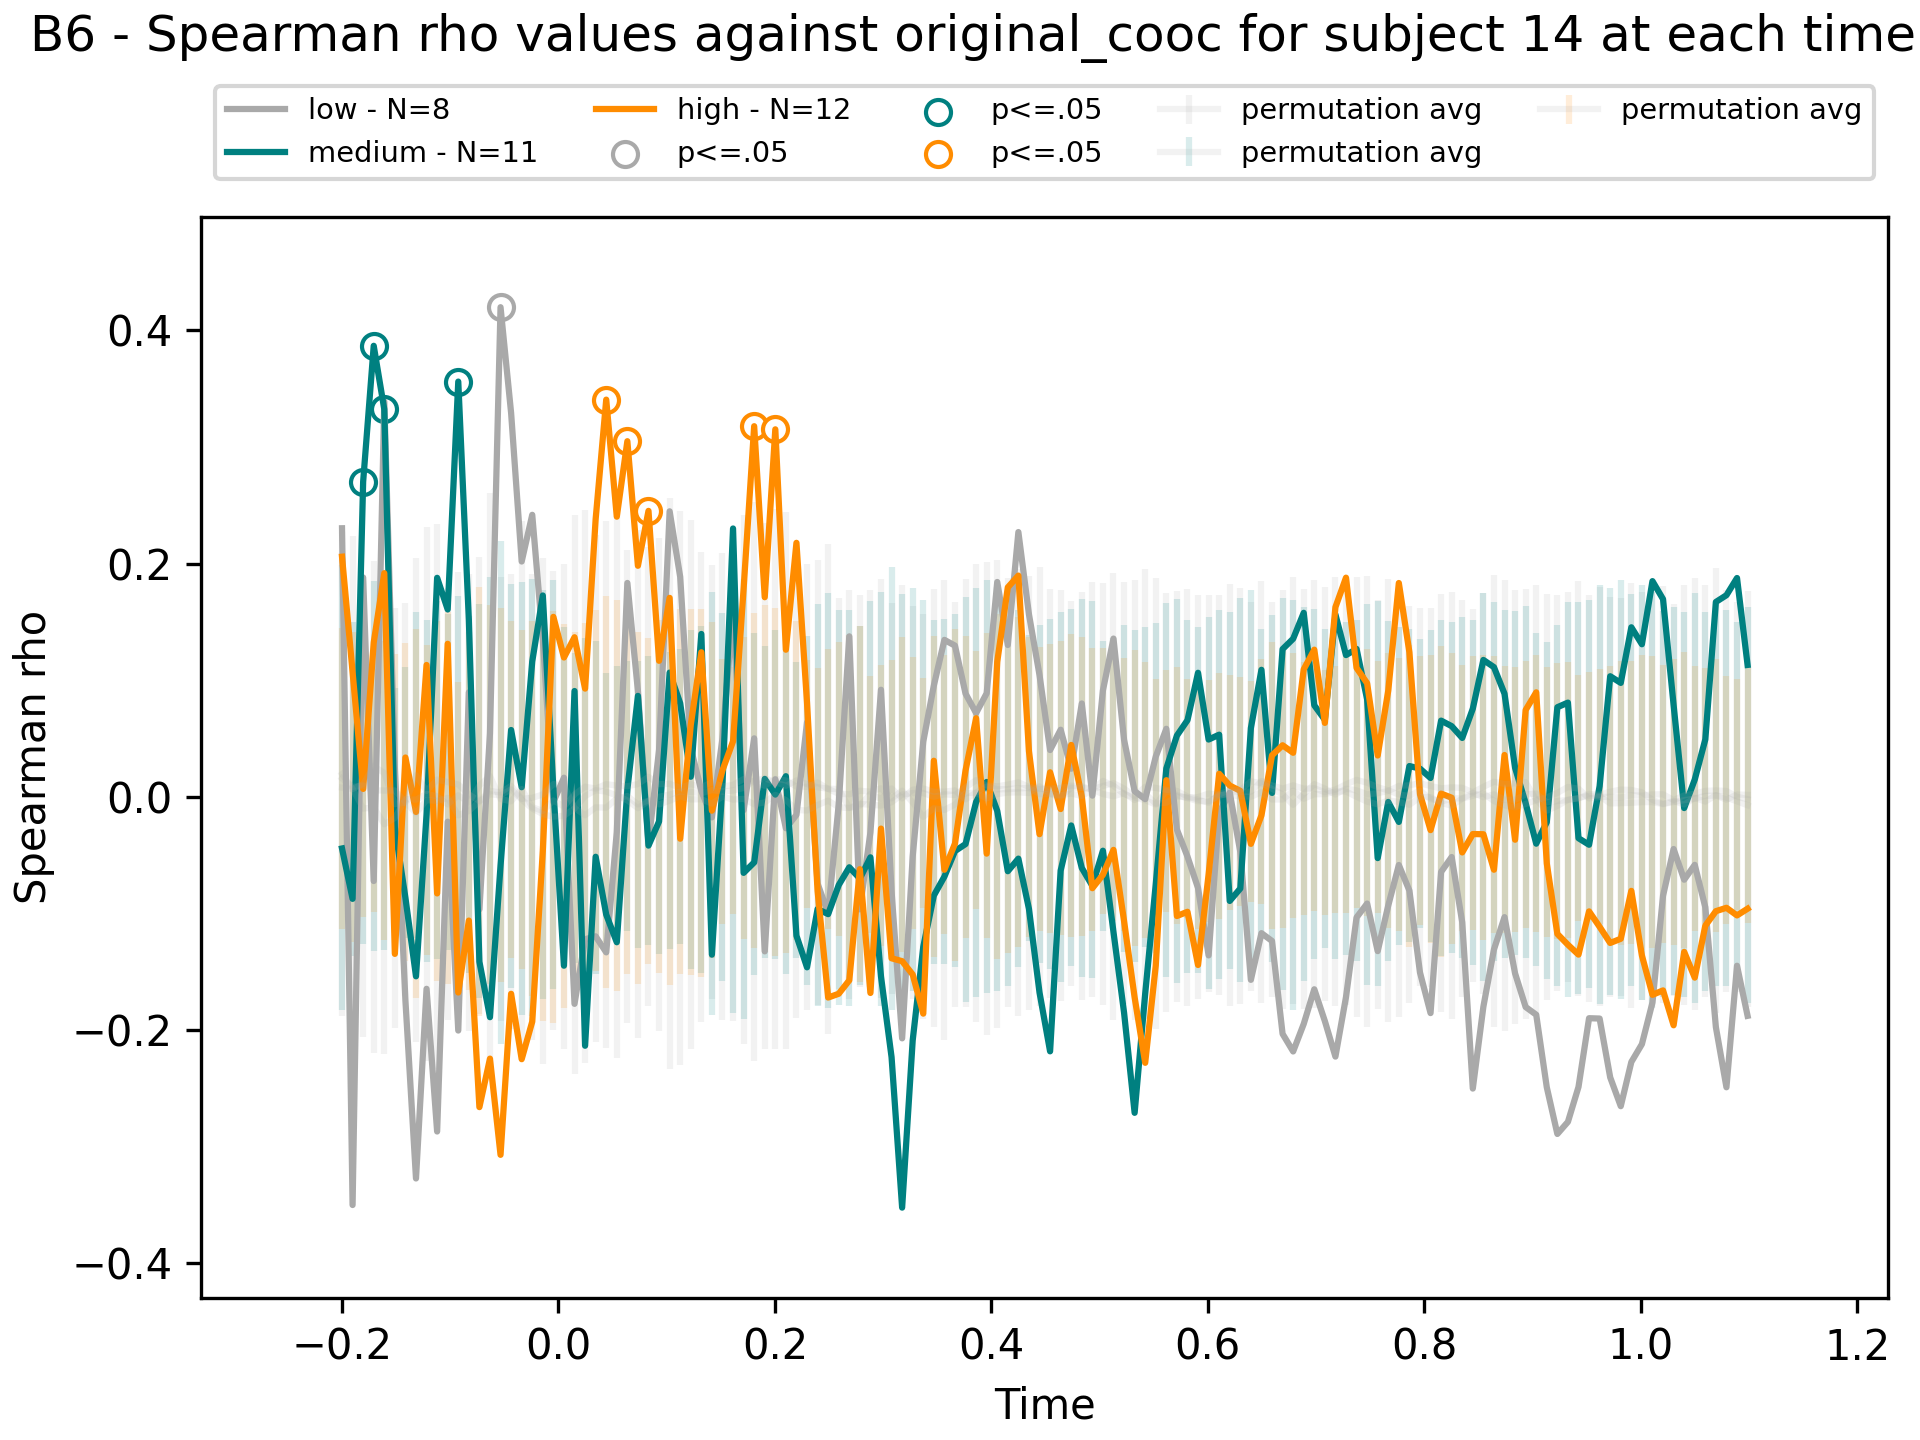 B6 - Spearman rho values against original_cooc for subject 14 at each time
low - N=8
medium - N=11
high - N=12
p<=.05
p<=.05
p<=.05
permutation avg
permutation avg
permutation avg
Spearman rho
0.4
0.2
0.0
−0.2
−0.4
−0.2 0.0 0.2 0.4 0.6 0.8 1.0 1.2
Time